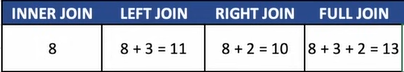 INNER JOIN LEFT JOIN RIGHT JOIN FULL JOIN
8 8 + 3 = 11 8 + 2 = 10 8 + 3 + 2 = 13